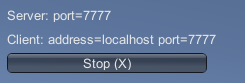 Server: port=7777
Client: address=localhost port=7777
Stop (X)